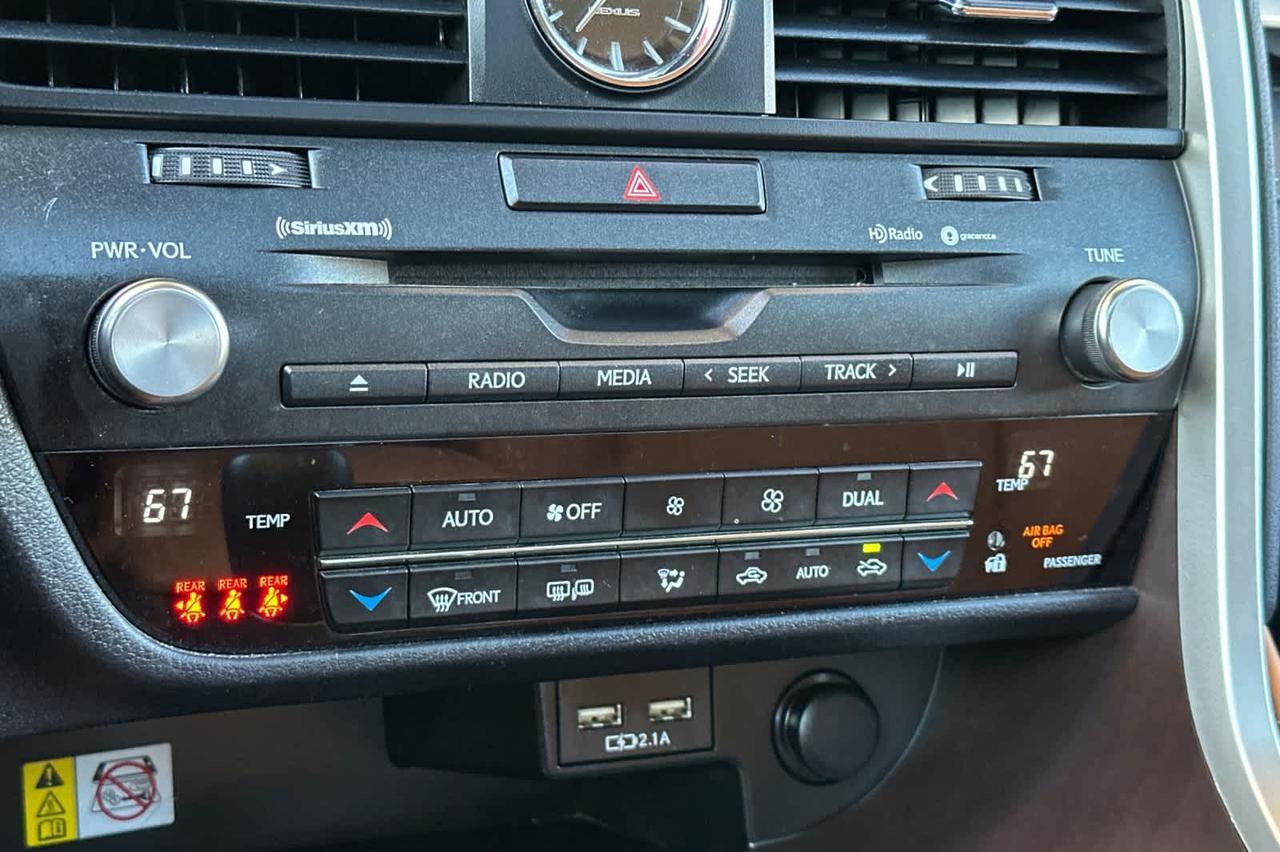 LEXUS
SiriusXM
HD Radio
gracenote
PWR·VOL
TUNE
RADIO
MEDIA
< SEEK
TRACK >
67
TEMP
AUTO
OFF
DUAL
67
TEMP
AIR BAG
OFF
PASSENGER
REAR
REAR
REAR
FRONT
AUTO
2.1A